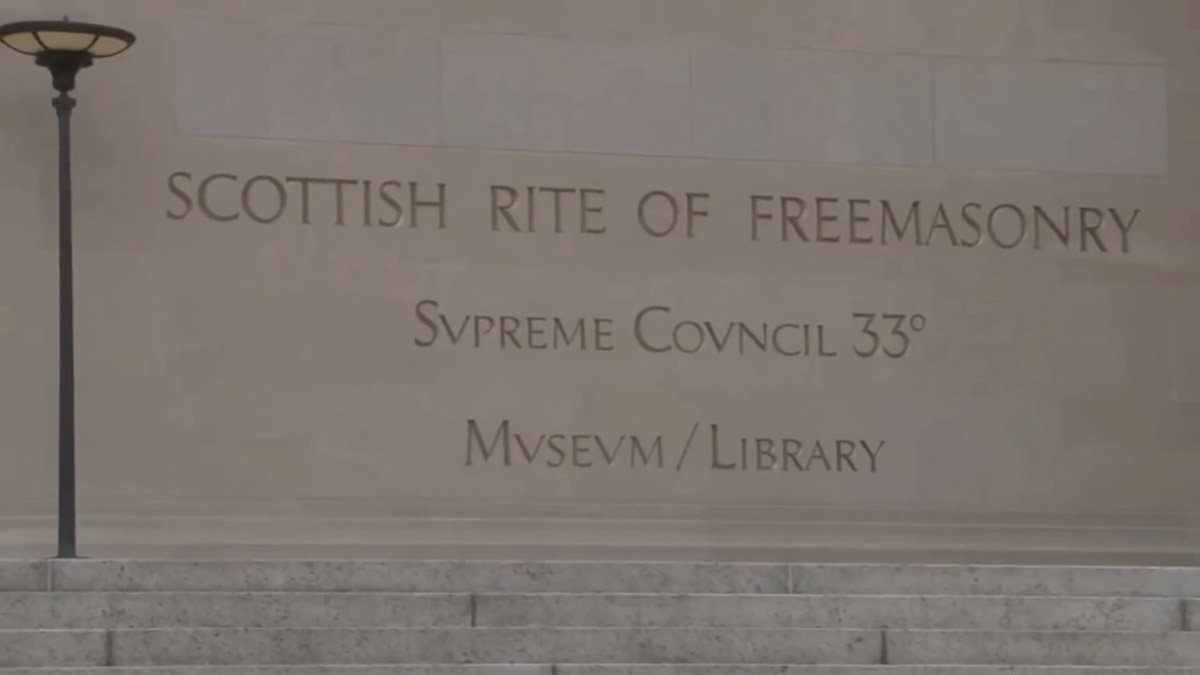 SCOTTISH RITE OF FREEMASONRY
SVPREME COVNCIL 33°
MVSEVM / LIBRARY